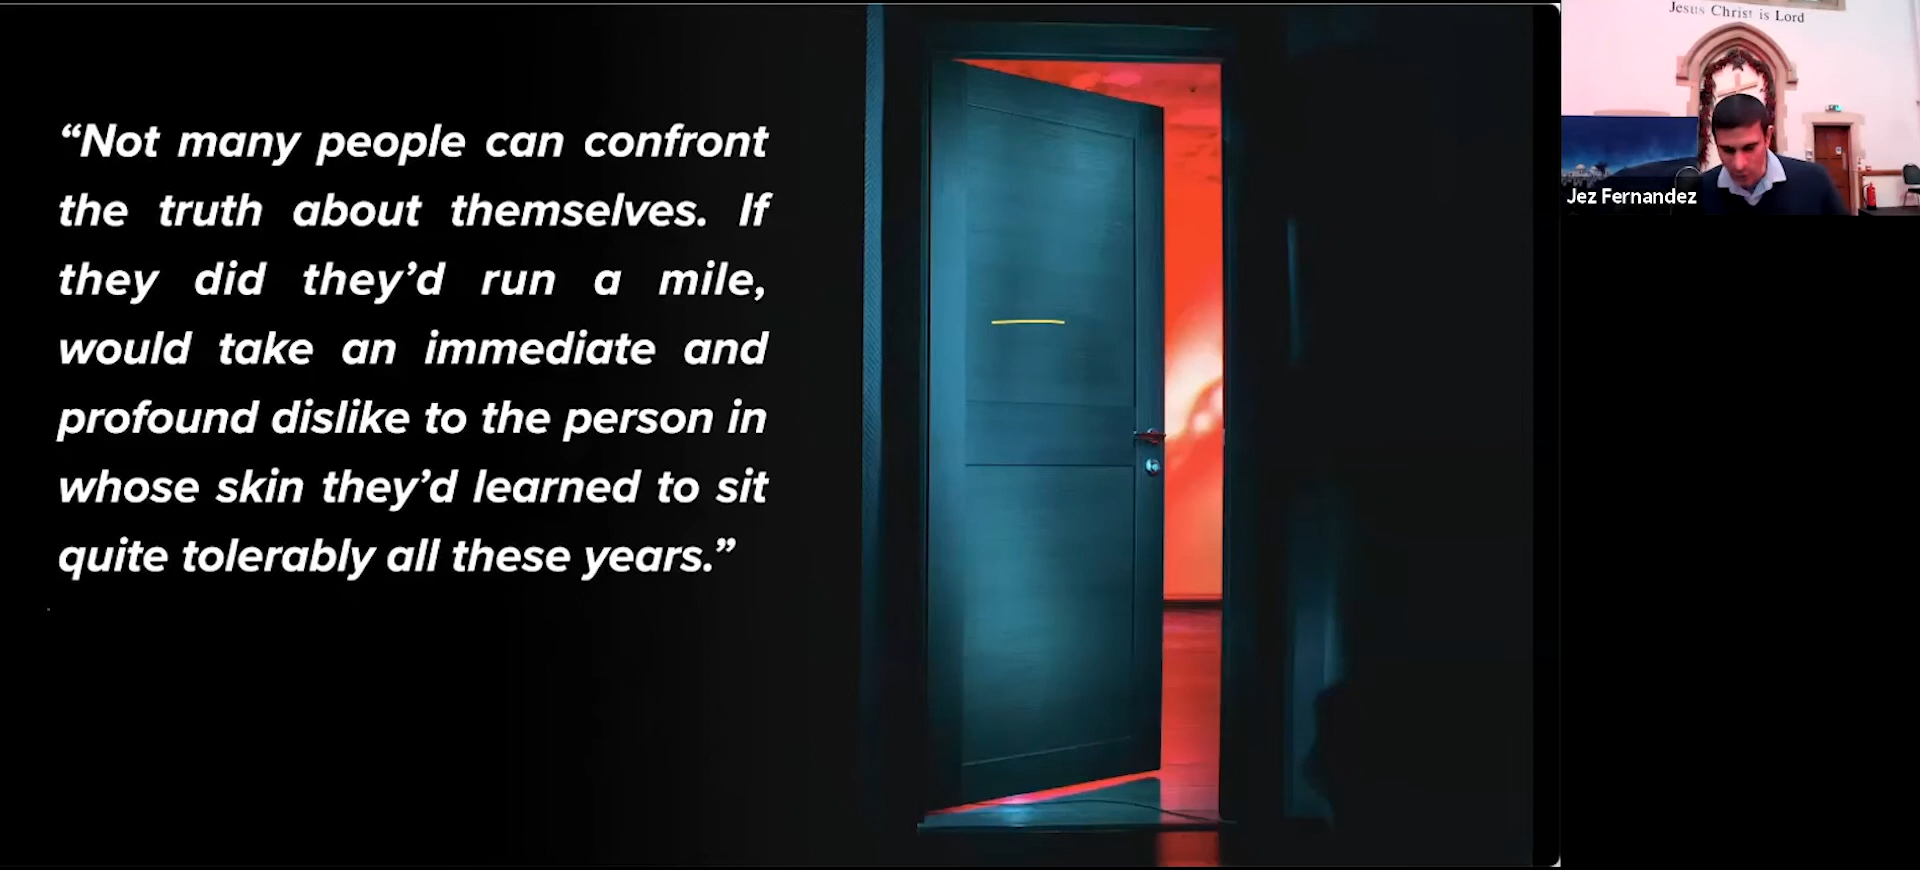 “Not many people can confront
the truth about themselves. If
they did they’d run a mile,
would take an immediate and
profound dislike to the person in
whose skin they’d learned to sit
quite tolerably all these years.”
Jesus Christ is Lord
Jez Fernandez